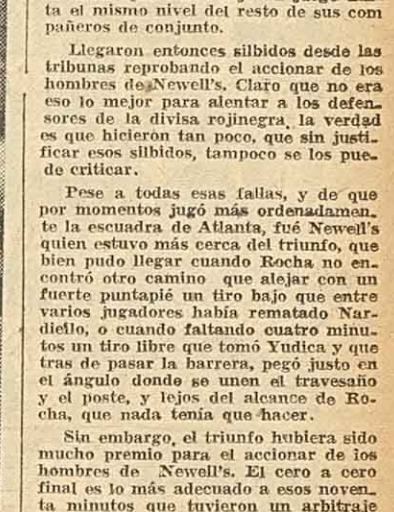 ta el mismo nivel del resto de sus com
pañeros de conjunto.
Llegaron entonces silbidos desde las
tribunas reprobando el accionar de los
hombres de Newell's. Claro que no era
eso lo mejor para alentar a los defen-
sores de la divisa rojinegra, la verdad
es que hicieron tan poco, que sin justi-
ficar esos silbidos, tampoco se los pue-
de criticar.
Pese a todas esas fallas, y de que
por momentos jugó más ordenadamen-
te la escuadra de Atlanta, fué Newell's
quien estuvo más cerca del triunfo, que
bien pudo llegar cuando Rocha no en-
contró otro camino que alejar con un
fuerte puntapié un tiro bajo que entre
varios jugadores había rematado Nar-
diello, o cuando faltando cuatro minu-
tos un tiro libre que tomó Yudica y que
tras de pasar la barrera, pegó justo en
el ángulo donde se unen el travesaño
y el poste, y lejos del alcance de Ro-
cha, que nada tenía que hacer.
Sin embargo, el triunfo hubiera sido
mucho premio para el accionar de los
hombres de Newell's. El cero a cero
final es lo más adecuado a esos noven-
ta minutos que tuvieron un arbitraje